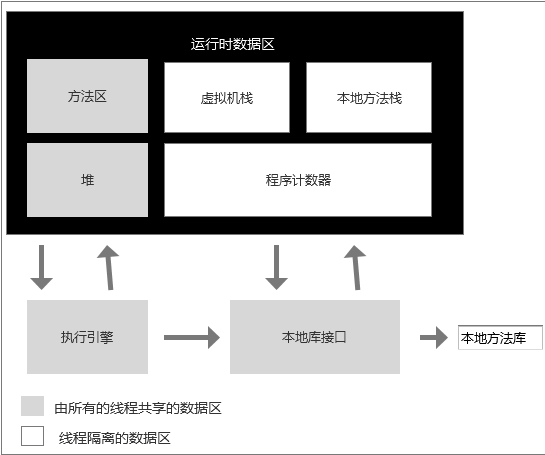 运行时数据区
方法区
虚拟机栈
本地方法栈
堆
程序计数器
执行引擎
本地库接口
本地方法库
由所有的线程共享的数据区
线程隔离的数据区